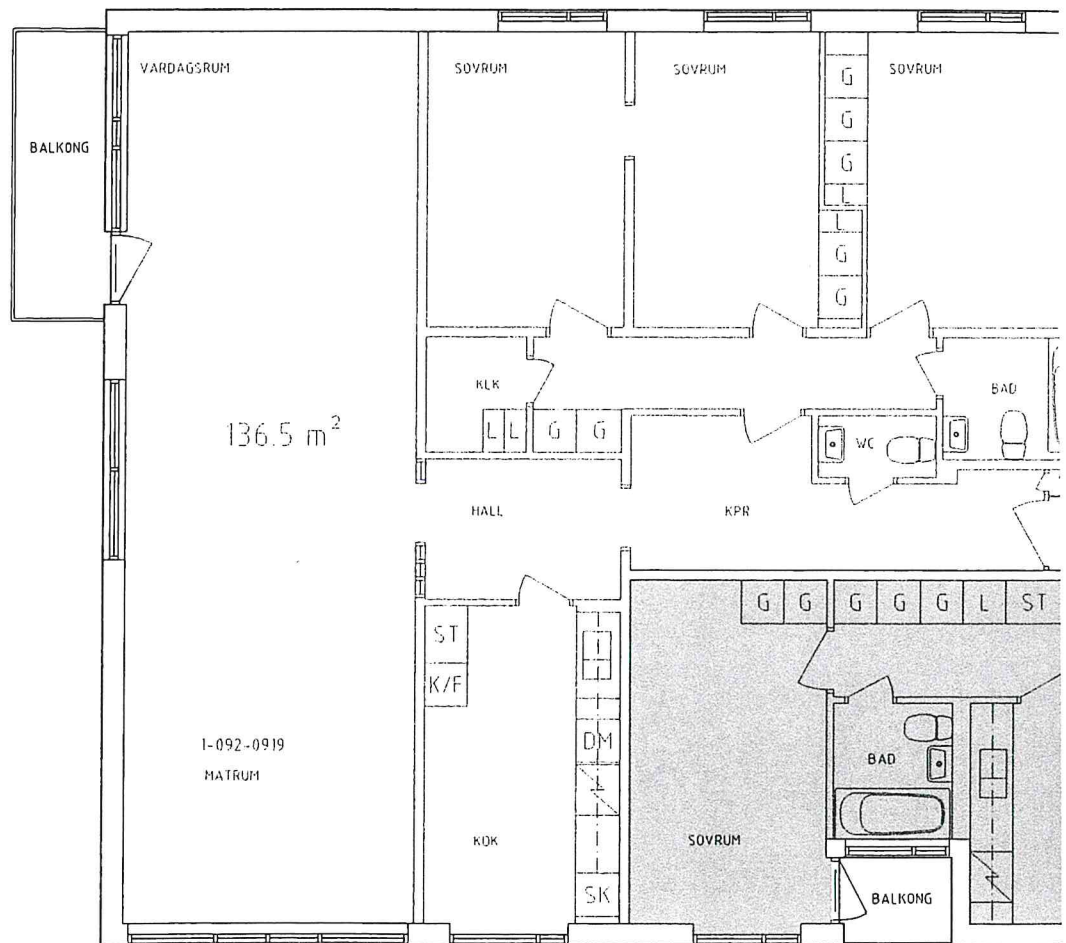 VARDAGSRUM
SOVRUM
SOVRUM
SOVRUM
BALKONG
G
G
G
L
L
G
G
KLK
L L G G
BAD
WC
136.5 m²
HALL
KPR
G G G G G L ST
ST
K/F
DM
1-092-0919
MATRUM
BAD
KÖK
SOVRUM
SK
BALKONG